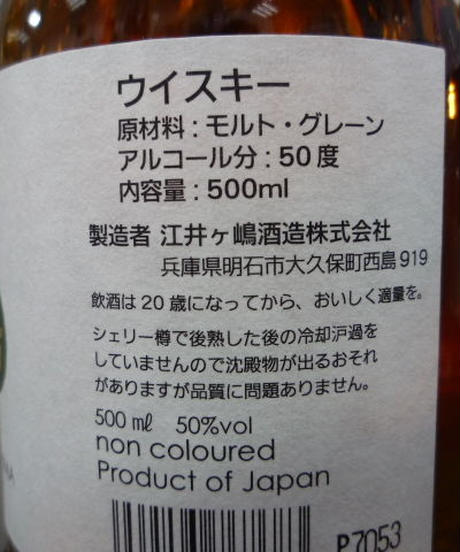 ウイスキー
原材料：モルト・グレーン
アルコール分：50度
内容量：500ml
製造者 江井ヶ嶋酒造株式会社
兵庫県明石市大久保町西島919
飲酒は20歳になってから、おいしく適量を。
シェリー樽で後熟した後の冷却沪過を
していませんので沈殿物が出るおそれ
がありますが品質に問題ありません。
500㎖ 50%vol
non coloured
Product of Japan
P7053